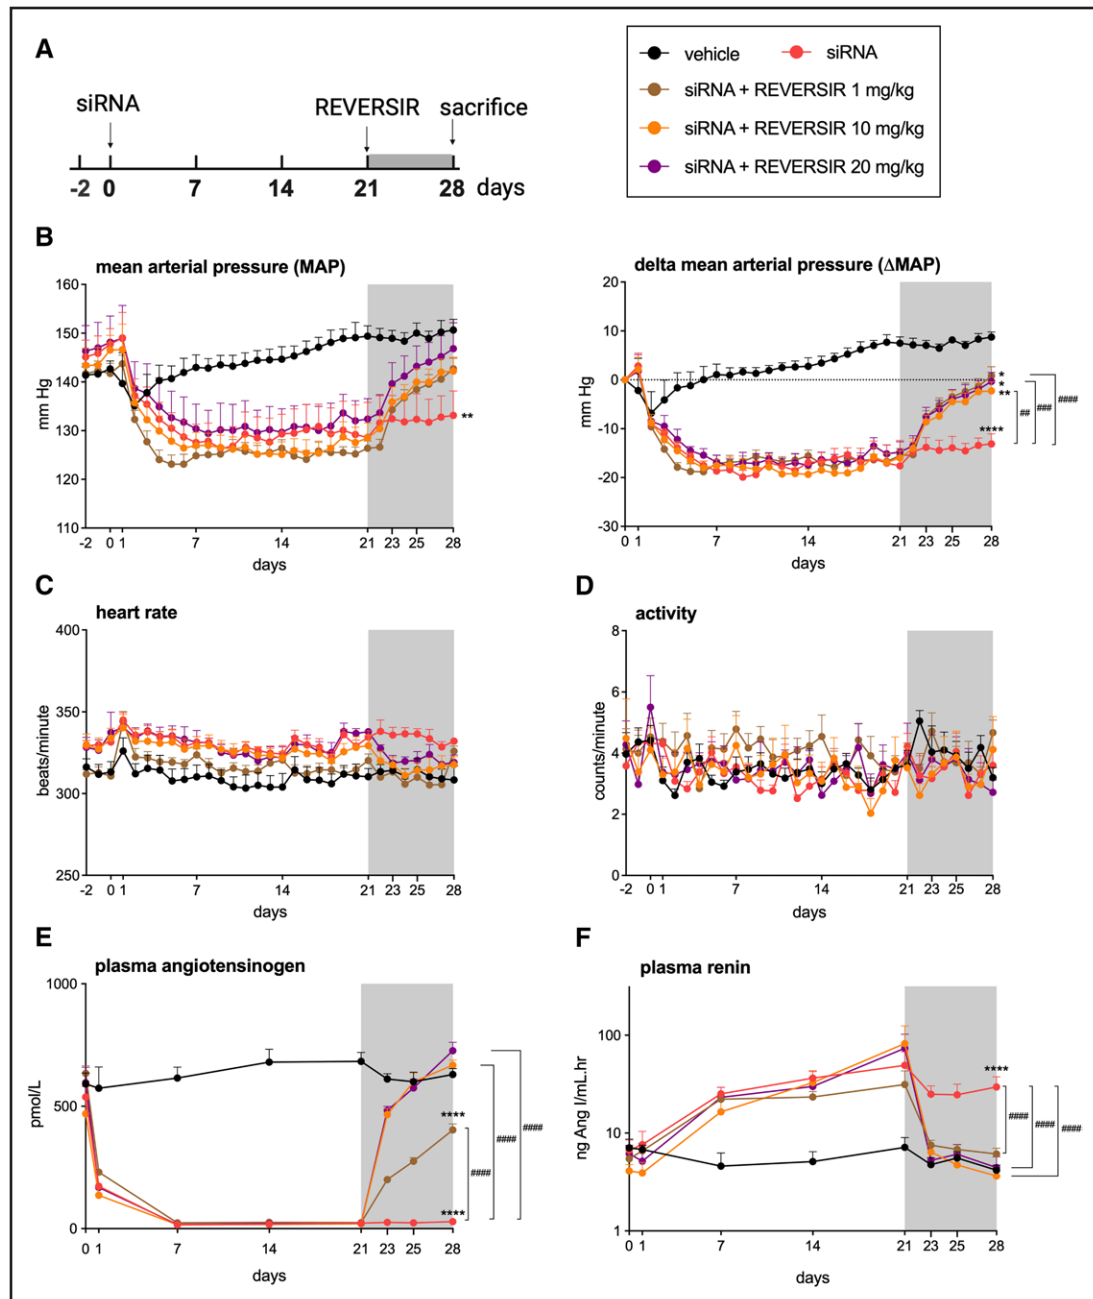 A
siRNA
REVERSIR
sacrifice
-2 0 7 14 21 28 days
vehicle
siRNA
siRNA + REVERSIR 1 mg/kg
siRNA + REVERSIR 10 mg/kg
siRNA + REVERSIR 20 mg/kg
B
mean arterial pressure (MAP)
160
150
140
130
120
110
mm Hg
**
-2 0 1 7 14 21 23 25 28
days
delta mean arterial pressure (ΔMAP)
20
10
0
-10
-20
-30
mm Hg
*
*
**
****
##
###
####
0 1 7 14 21 23 25 28
days
C
heart rate
400
350
300
250
beats/minute
-2 0 1 7 14 21 23 25 28
days
D
activity
8
6
4
2
0
counts/minute
-2 0 1 7 14 21 23 25 28
days
E
plasma angiotensinogen
1000
500
0
pmol/L
****
****
####
####
####
0 1 7 14 21 23 25 28
days
F
plasma renin
100
10
1
ng Ang I/mL.hr
****
####
####
####
0 1 7 14 21 23 25 28
days